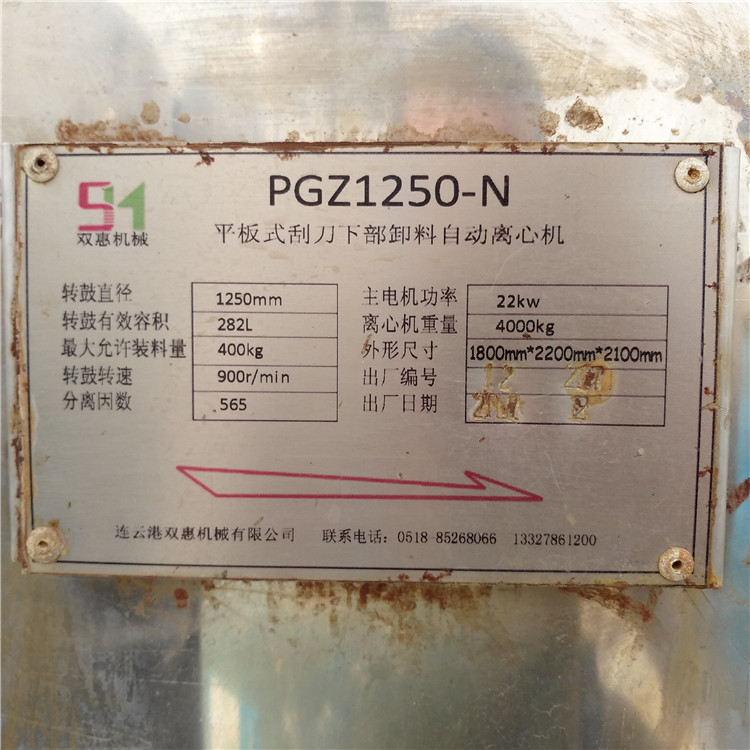 PGZ1250-N
双惠机械
平板式刮刀下部卸料自动离心机
转鼓直径 1250mm 主电机功率 22kw
转鼓有效容积 282L 离心机重量 4000kg
最大允许装料量 400kg 外形尺寸 1800mm*2200mm*2100mm
转鼓转速 900r/min 出厂编号
分离因数 565 出厂日期
连云港双惠机械有限公司 联系电话：0518-85268066 13327861200